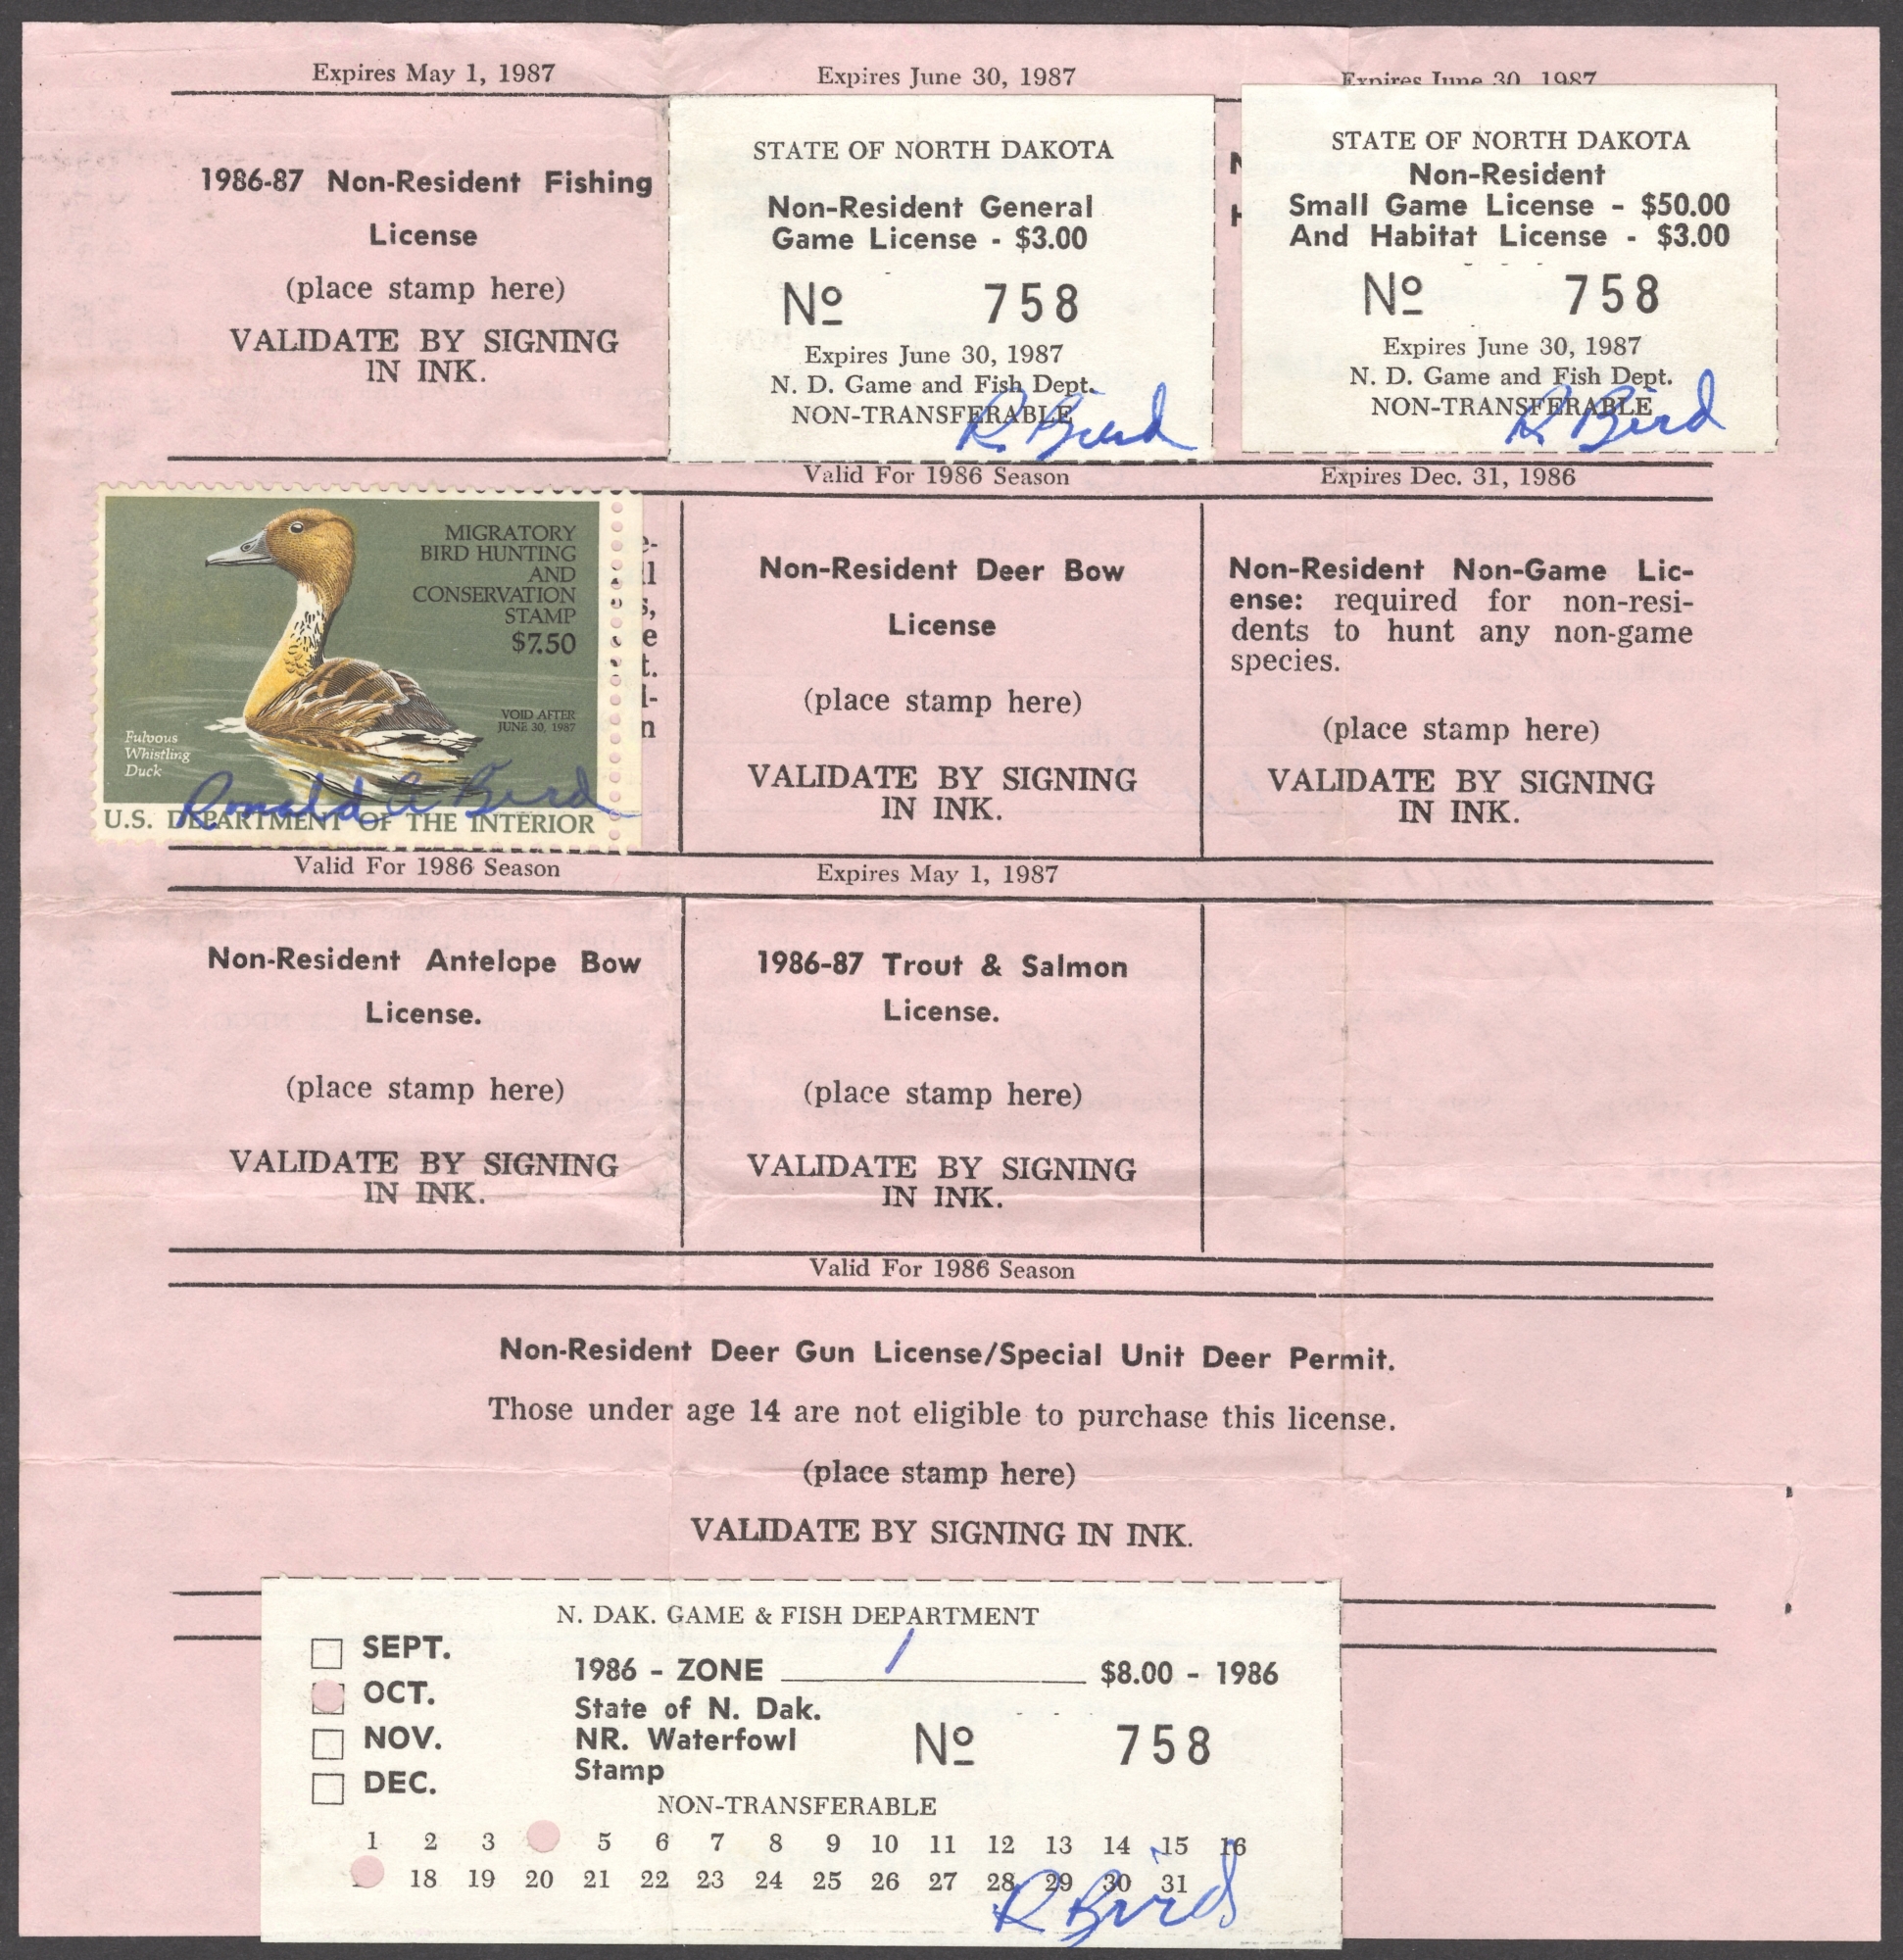 Expires May 1, 1987
1986-87 Non-Resident Fishing
License
(place stamp here)
VALIDATE BY SIGNING
IN INK.
Expires June 30, 1987
STATE OF NORTH DAKOTA
Non-Resident General
Game License - $3.00
Nº 758
Expires June 30, 1987
N. D. Game and Fish Dept.
NON-TRANSFERABLE
R. Bird
Expires June 30, 1987
STATE OF NORTH DAKOTA
Non-Resident
Small Game License - $50.00
And Habitat License - $3.00
Nº 758
Expires June 30, 1987
N. D. Game and Fish Dept.
NON-TRANSFERABLE
R Bird
MIGRATORY
BIRD HUNTING
AND
CONSERVATION
STAMP
$7.50
VOID AFTER
JUNE 30, 1987
Fulvous
Whistling
Duck
Ronald A Bird
U.S. DEPARTMENT OF THE INTERIOR
Valid For 1986 Season
Non-Resident Deer Bow
License
(place stamp here)
VALIDATE BY SIGNING
IN INK.
Expires Dec. 31, 1986
Non-Resident Non-Game Lic-
ense: required for non-resi-
dents to hunt any non-game
species.
(place stamp here)
VALIDATE BY SIGNING
IN INK.
Valid For 1986 Season
Non-Resident Antelope Bow
License.
(place stamp here)
VALIDATE BY SIGNING
IN INK.
Expires May 1, 1987
1986-87 Trout & Salmon
License.
(place stamp here)
VALIDATE BY SIGNING
IN INK.
Valid For 1986 Season
Non-Resident Deer Gun License/Special Unit Deer Permit.
Those under age 14 are not eligible to purchase this license.
(place stamp here)
VALIDATE BY SIGNING IN INK.
N. DAK. GAME & FISH DEPARTMENT
SEPT.
OCT.
NOV.
DEC.
1986 - ZONE 1 $8.00 - 1986
State of N. Dak.
NR. Waterfowl
Stamp
Nº 758
NON-TRANSFERABLE
1 2 3 5 6 7 8 9 10 11 12 13 14 15 16
18 19 20 21 22 23 24 25 26 27 28 29 30 31
R Bird